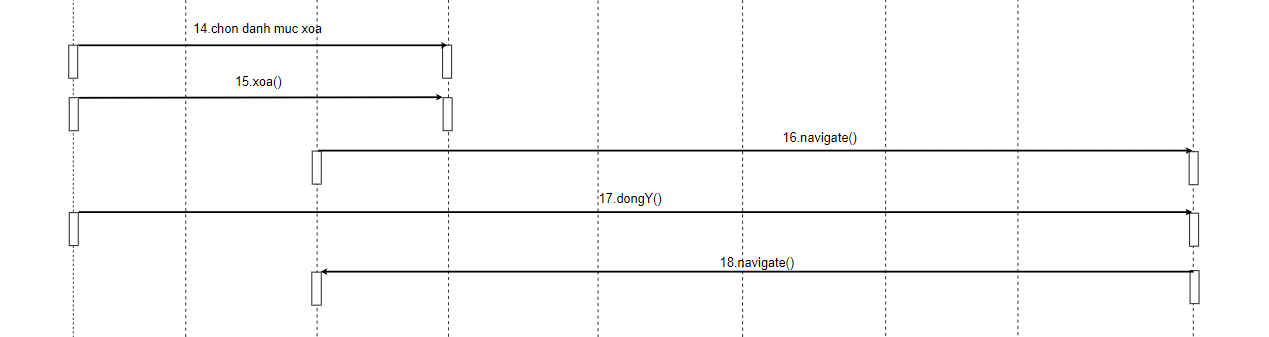 14.chon danh muc xoa
15.xoa()
16.navigate()
17.dongY()
18.navigate()